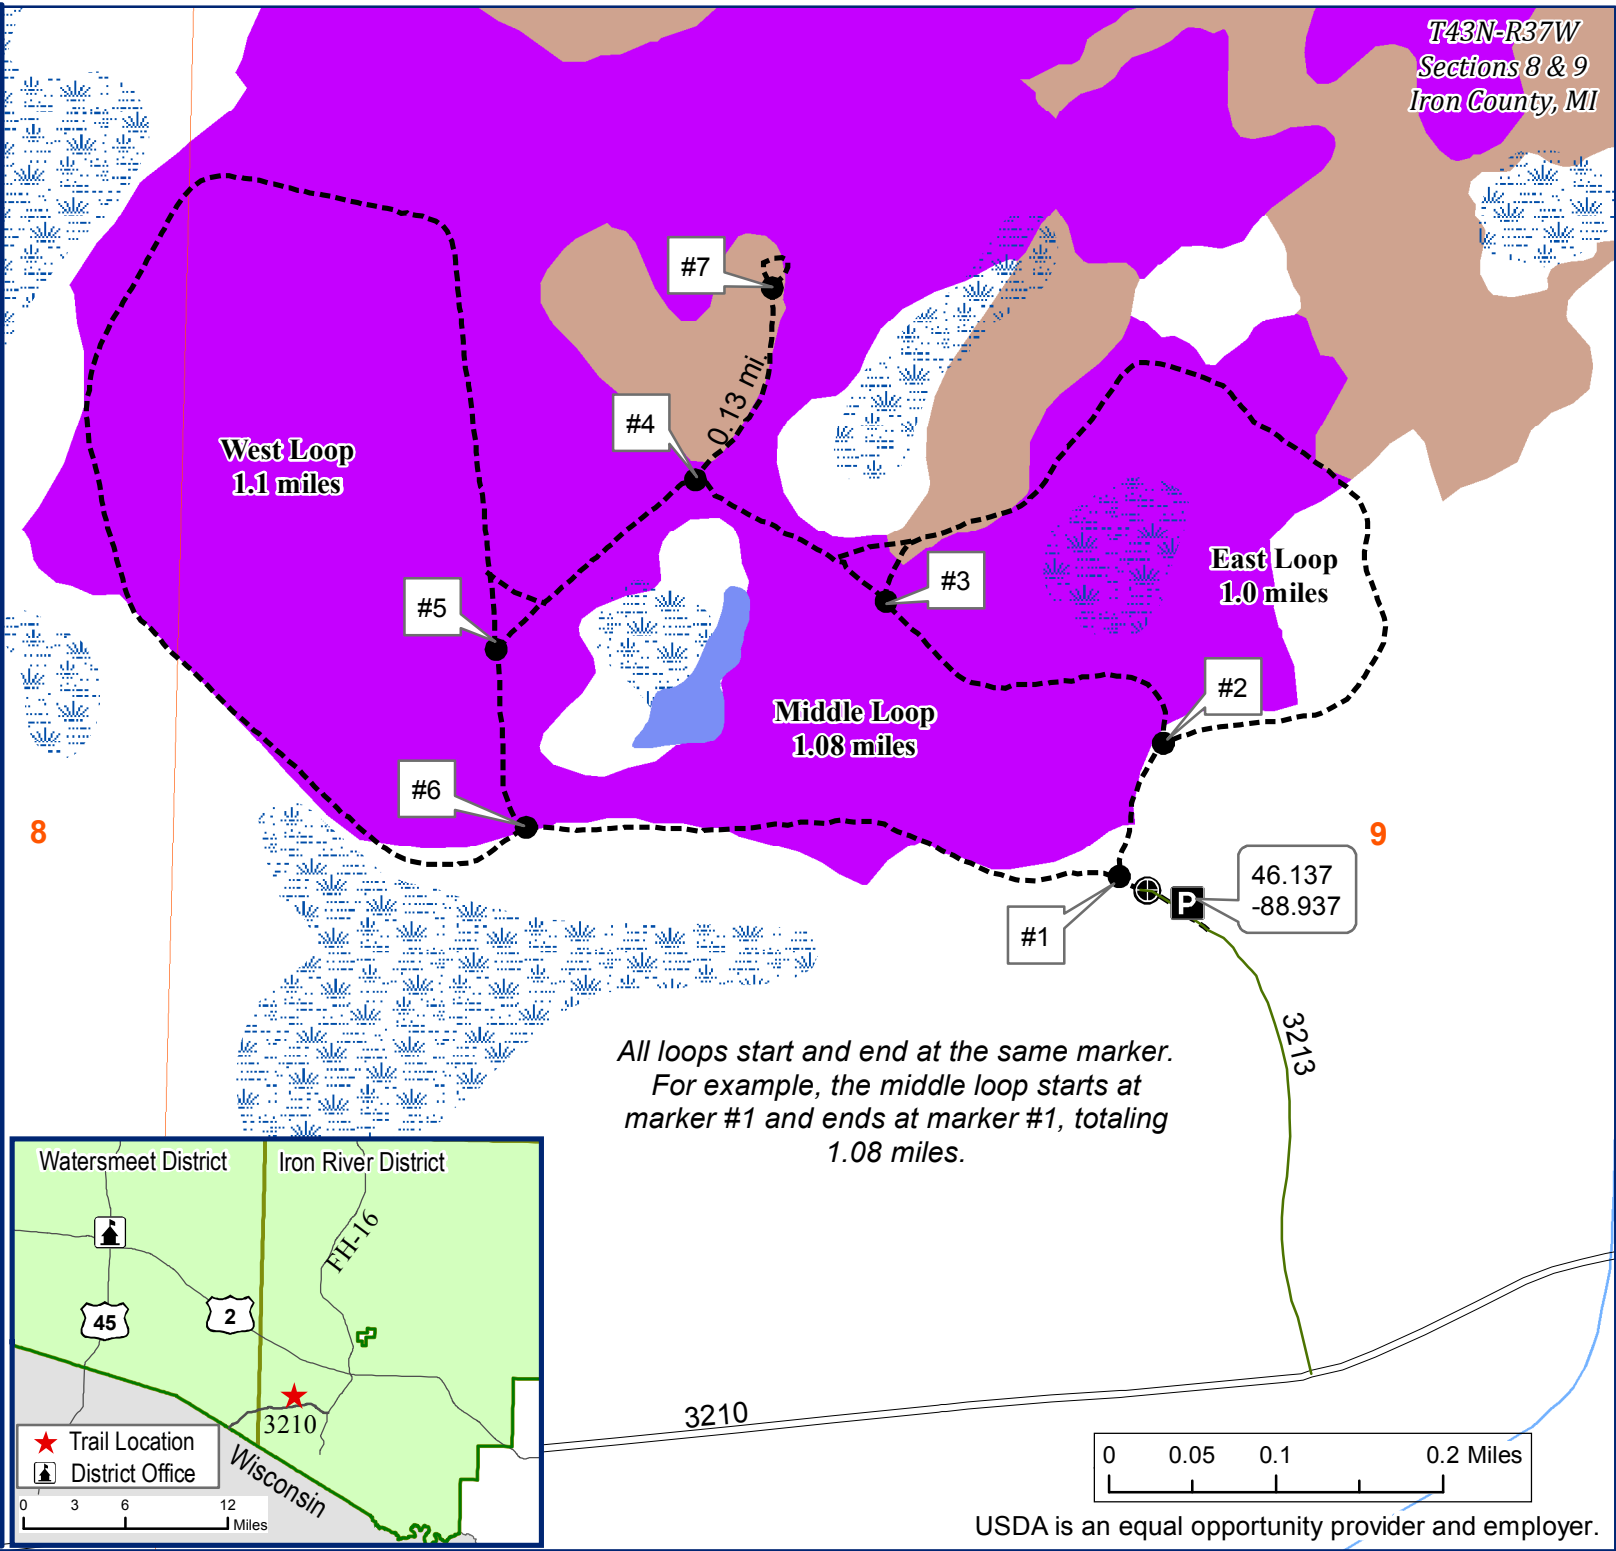 T43N-R37W
Sections 8 & 9
Iron County, MI
#7
0.13 mi.
#4
West Loop
1.1 miles
#3
East Loop
1.0 miles
#5
#2
Middle Loop
1.08 miles
#6
8
9
46.137
-88.937
P
#1
3213
All loops start and end at the same marker.
For example, the middle loop starts at
marker #1 and ends at marker #1, totaling
1.08 miles.
Watersmeet District
Iron River District
FH-16
45
2
3210
Trail Location
District Office
Wisconsin
0 3 6 12
Miles
3210
0 0.05 0.1 0.2 Miles
USDA is an equal opportunity provider and employer.